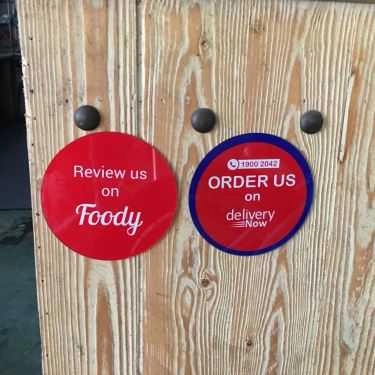 Review us
on
Foody
1900 2042
ORDER US
on
delivery
Now